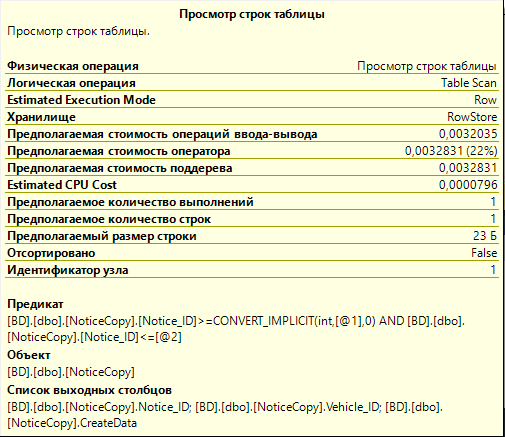 Просмотр строк таблицы
Просмотр строк таблицы.
Физическая операция Просмотр строк таблицы
Логическая операция Table Scan
Estimated Execution Mode Row
Хранилище RowStore
Предполагаемая стоимость операций ввода-вывода 0,0032035
Предполагаемая стоимость оператора 0,0032831 (22%)
Предполагаемая стоимость поддерева 0,0032831
Estimated CPU Cost 0,0000796
Предполагаемое количество выполнений 1
Предполагаемое количество строк 1
Предполагаемый размер строки 23 Б
Отсортировано False
Идентификатор узла 1
Предикат
[BD].[dbo].[NoticeCopy].[Notice_ID]>=CONVERT_IMPLICIT(int,[@1],0) AND [BD].[dbo].
[NoticeCopy].[Notice_ID]<=[@2]
Объект
[BD].[dbo].[NoticeCopy]
Список выходных столбцов
[BD].[dbo].[NoticeCopy].Notice_ID; [BD].[dbo].[NoticeCopy].Vehicle_ID; [BD].[dbo].
[NoticeCopy].CreateData